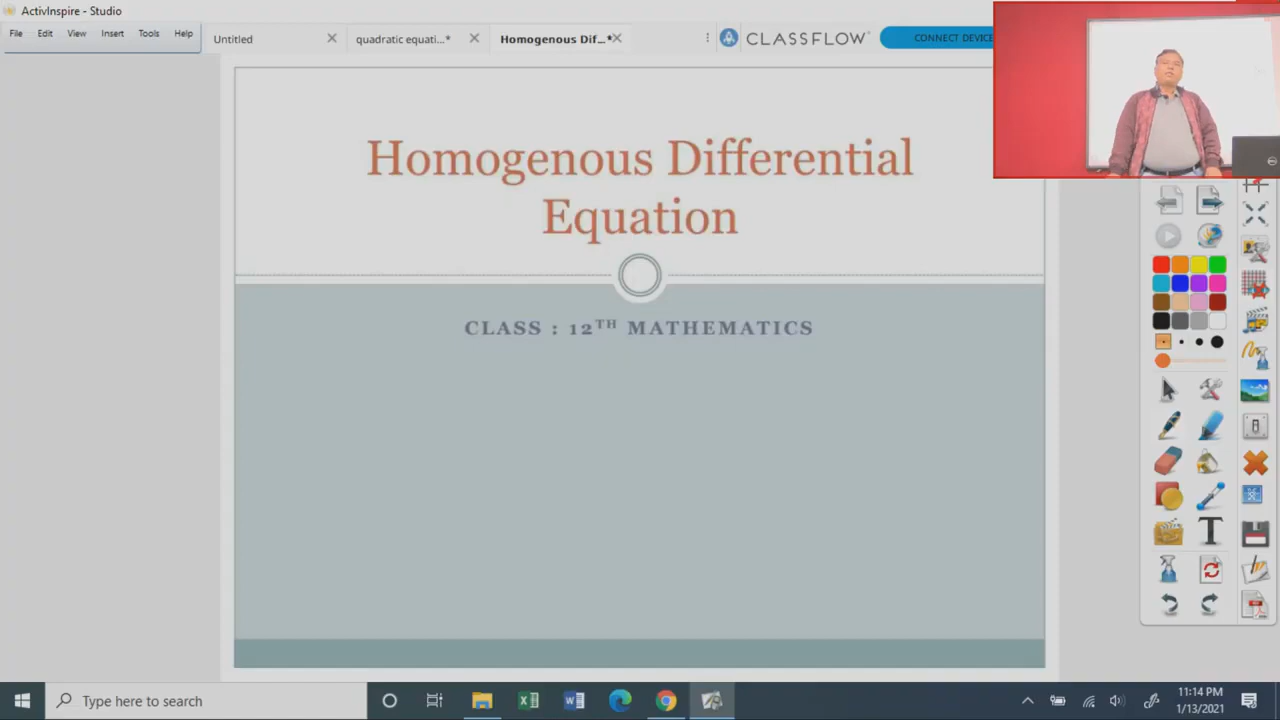 ActivInspire - Studio
File Edit View Insert Tools Help
Untitled
quadratic equati...*
Homogenous Dif...*
CLASSFLOW
CONNECT DEVICE
Homogenous Differential
Equation
CLASS : 12TH MATHEMATICS
T
Type here to search
11:14 PM
1/13/2021